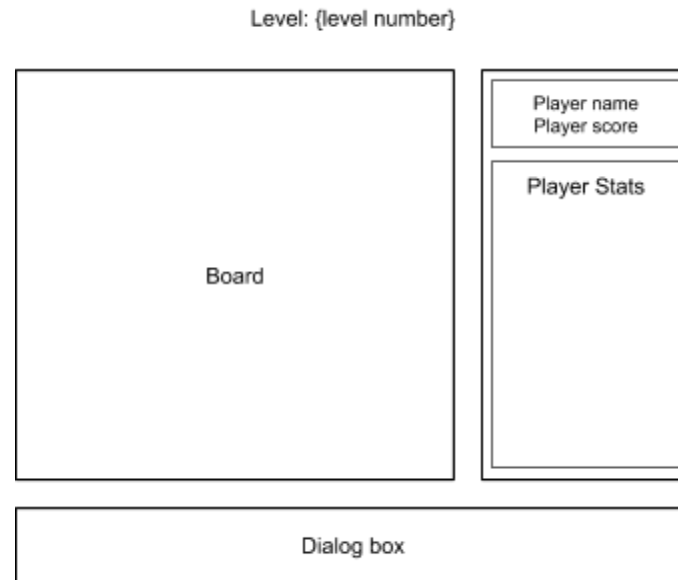 Level: {level number}
Player name
Player score
Player Stats
Board
Dialog box